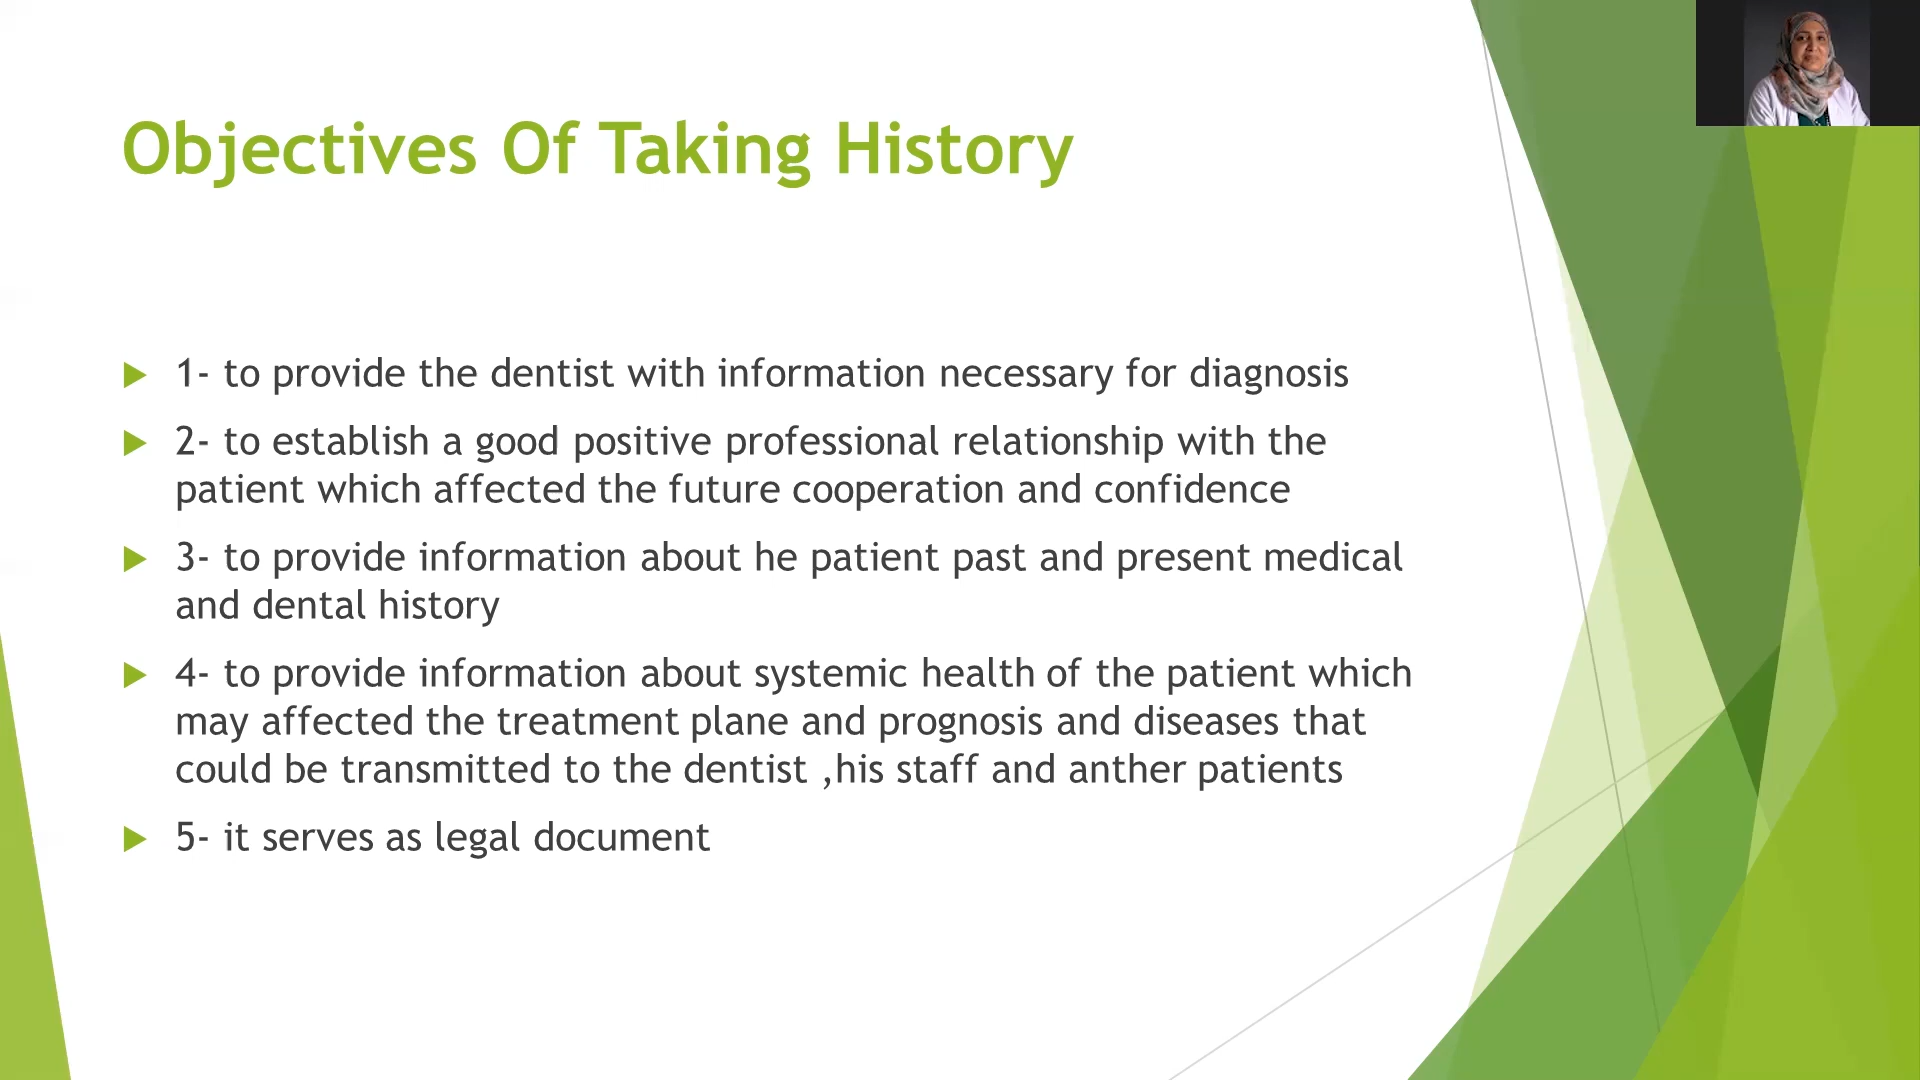 Objectives Of Taking History
1- to provide the dentist with information necessary for diagnosis
2- to establish a good positive professional relationship with the
patient which affected the future cooperation and confidence
3- to provide information about he patient past and present medical
and dental history
4- to provide information about systemic health of the patient which
may affected the treatment plane and prognosis and diseases that
could be transmitted to the dentist ,his staff and anther patients
5- it serves as legal document